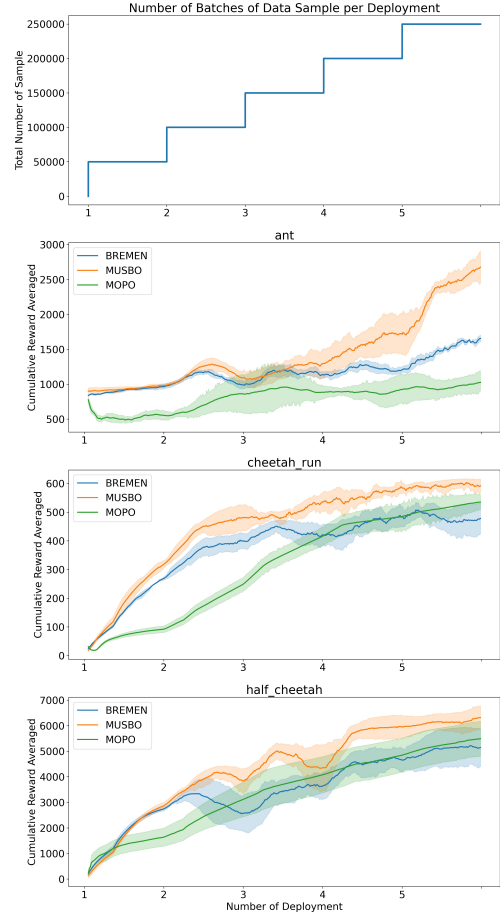 Number of Batches of Data Sample per Deployment
Total Number of Sample
250000
200000
150000
100000
50000
0
1 2 3 4 5
ant
Cumulative Reward Averaged
BREMEN
MUSBO
MOPO
3000
2500
2000
1500
1000
500
1 2 3 4 5
cheetah_run
Cumulative Reward Averaged
BREMEN
MUSBO
MOPO
600
500
400
300
200
100
0
1 2 3 4 5
half_cheetah
Cumulative Reward Averaged
BREMEN
MUSBO
MOPO
7000
6000
5000
4000
3000
2000
1000
0
1 2 3 4 5
Number of Deployment